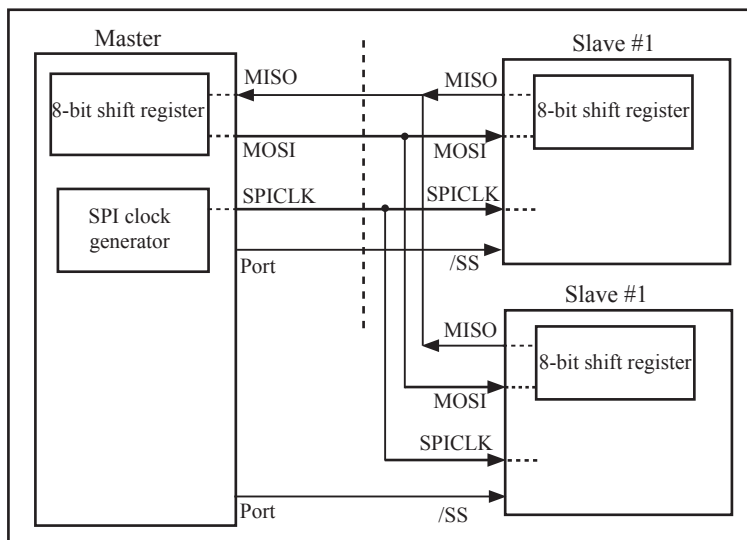 Master
8-bit shift register
SPI clock
generator
MISO
MOSI
SPICLK
Port
Port
Slave #1
MISO
MOSI
SPICLK
/SS
8-bit shift register
Slave #1
MISO
MOSI
SPICLK
/SS
8-bit shift register